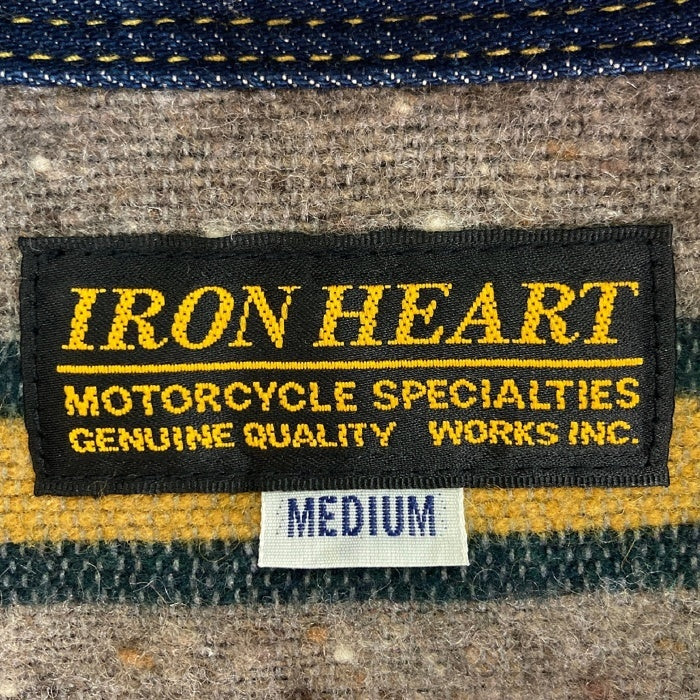 IRON HEART
MOTORCYCLE SPECIALTIES
GENUINE QUALITY WORKS INC.
MEDIUM